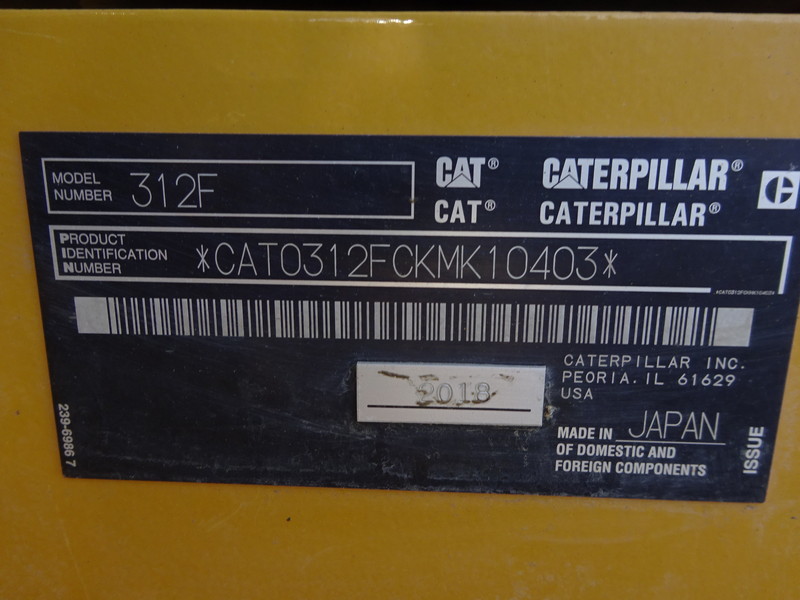 MODEL NUMBER 312F
CAT® CATERPILLAR®
CAT® CATERPILLAR®
PRODUCT IDENTIFICATION NUMBER *CAT0312FCKMK10403*
CATERPILLAR INC.
PEORIA. IL 61629
USA
2018
MADE IN JAPAN
OF DOMESTIC AND
FOREIGN COMPONENTS
239-6986 7
ISSUE